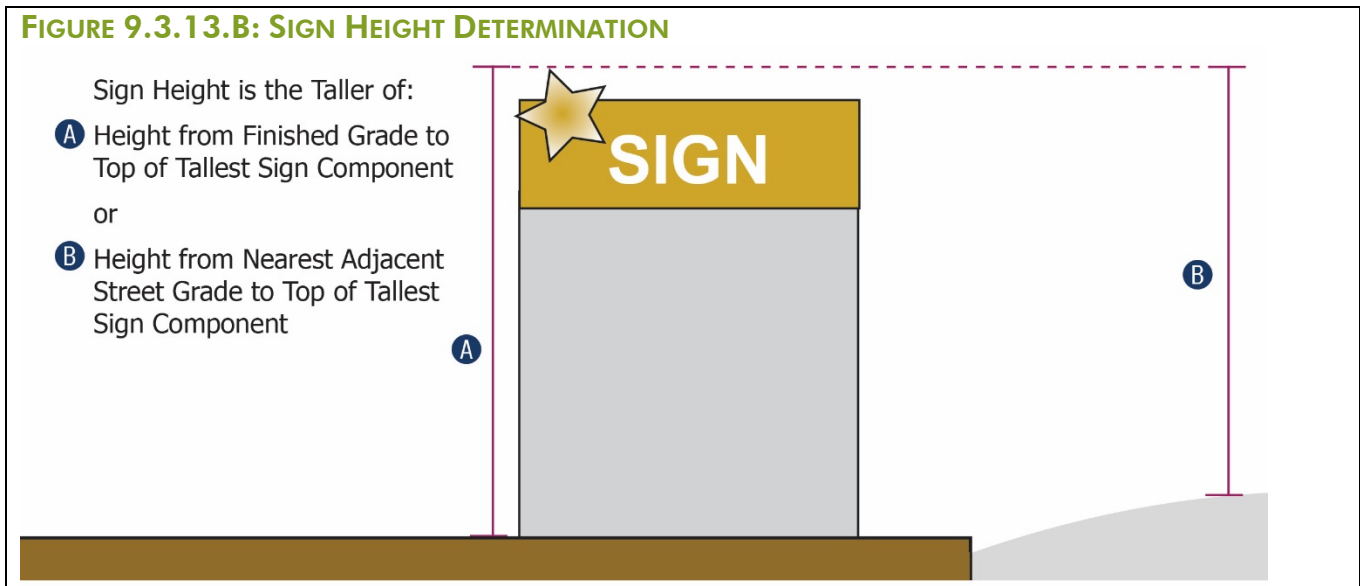 FIGURE 9.3.13.B: SIGN HEIGHT DETERMINATION
Sign Height is the Taller of:
A Height from Finished Grade to
Top of Tallest Sign Component
or
B Height from Nearest Adjacent
Street Grade to Top of Tallest
Sign Component
SIGN
A
B